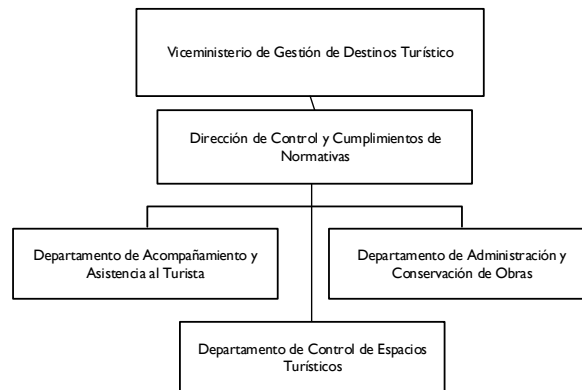 Viceministerio de Gestión de Destinos Turístico
Dirección de Control y Cumplimientos de
Normativas
Departamento de Acompañamiento y
Asistencia al Turista
Departamento de Administración y
Conservación de Obras
Departamento de Control de Espacios
Turísticos